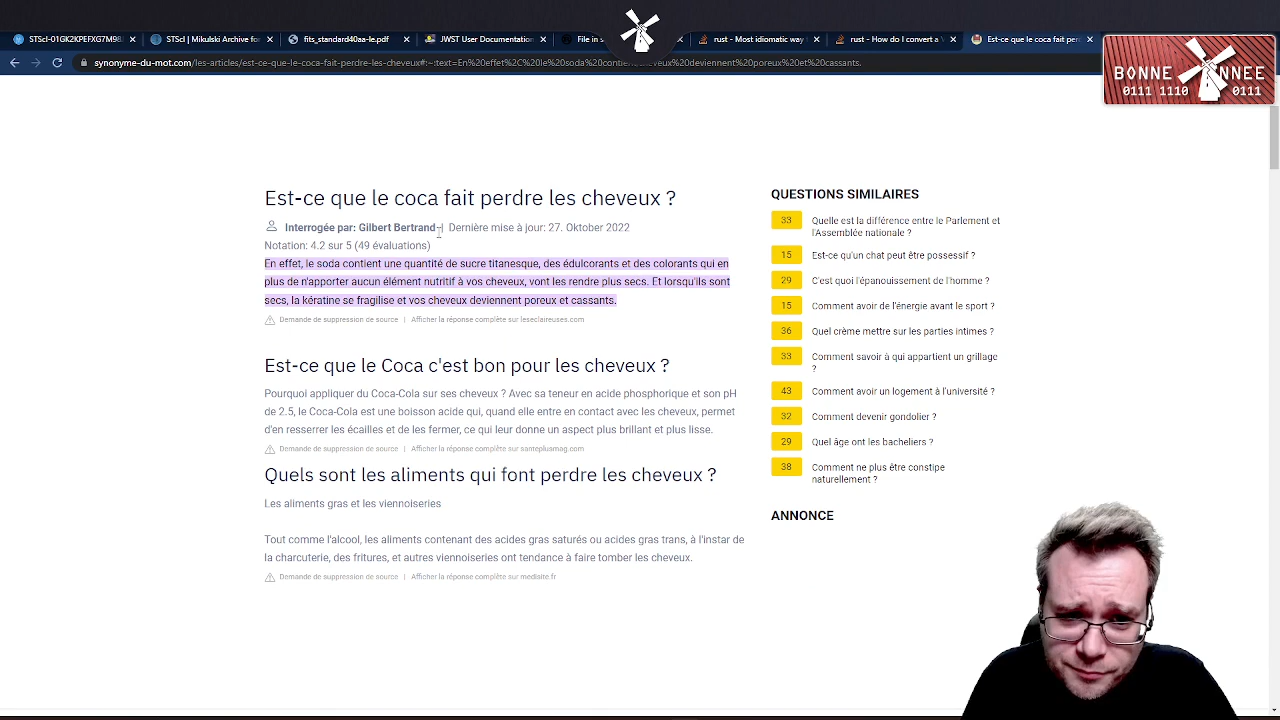 STScI-01GK2KPEFXG7M98
STScI | Mikulski Archive for
fits_standard40aa-le.pdf
JWST User Documentation
File in s
rust - Most idiomatic way
rust - How do I convert a V
Est-ce que le coca fait perd
synonyme-du-mot.com/les-articles/est-ce-que-le-coca-fait-perdre-les-cheveux#:~:text=En%20effet%2C%20le%20soda%20contient
cheveux%20deviennent%20poreux%20et%20cassants.
BONNE NNEE
0111 1110 0111
Est-ce que le coca fait perdre les cheveux ?
Interrogée par: Gilbert Bertrand | Dernière mise à jour: 27. Oktober 2022
Notation: 4.2 sur 5 (49 évaluations)
En effet, le soda contient une quantité de sucre titanesque, des édulcorants et des colorants qui en
plus de n'apporter aucun élément nutritif à vos cheveux, vont les rendre plus secs. Et lorsqu'ils sont
secs, la kératine se fragilise et vos cheveux deviennent poreux et cassants.
Demande de suppression de source | Afficher la réponse complète sur leseclaireuses.com
Est-ce que le Coca c'est bon pour les cheveux ?
Pourquoi appliquer du Coca-Cola sur ses cheveux ? Avec sa teneur en acide phosphorique et son pH
de 2.5, le Coca-Cola est une boisson acide qui, quand elle entre en contact avec les cheveux, permet
d'en resserrer les écailles et de les fermer, ce qui leur donne un aspect plus brillant et plus lisse.
Demande de suppression de source | Afficher la réponse complète sur santeplusmag.com
Quels sont les aliments qui font perdre les cheveux ?
Les aliments gras et les viennoiseries
Tout comme l'alcool, les aliments contenant des acides gras saturés ou acides gras trans, à l'instar de
la charcuterie, des fritures, et autres viennoiseries ont tendance à faire tomber les cheveux.
Demande de suppression de source | Afficher la réponse complète sur medisite.fr
QUESTIONS SIMILAIRES
33 Quelle est la différence entre le Parlement et
l'Assemblée nationale ?
15 Est-ce qu'un chat peut être possessif ?
29 C'est quoi l'épanouissement de l'homme ?
15 Comment avoir de l'énergie avant le sport ?
36 Quel crème mettre sur les parties intimes ?
33 Comment savoir à qui appartient un grillage
?
43 Comment avoir un logement à l'université ?
32 Comment devenir gondolier ?
29 Quel âge ont les bacheliers ?
38 Comment ne plus être constipe
naturellement ?
ANNONCE